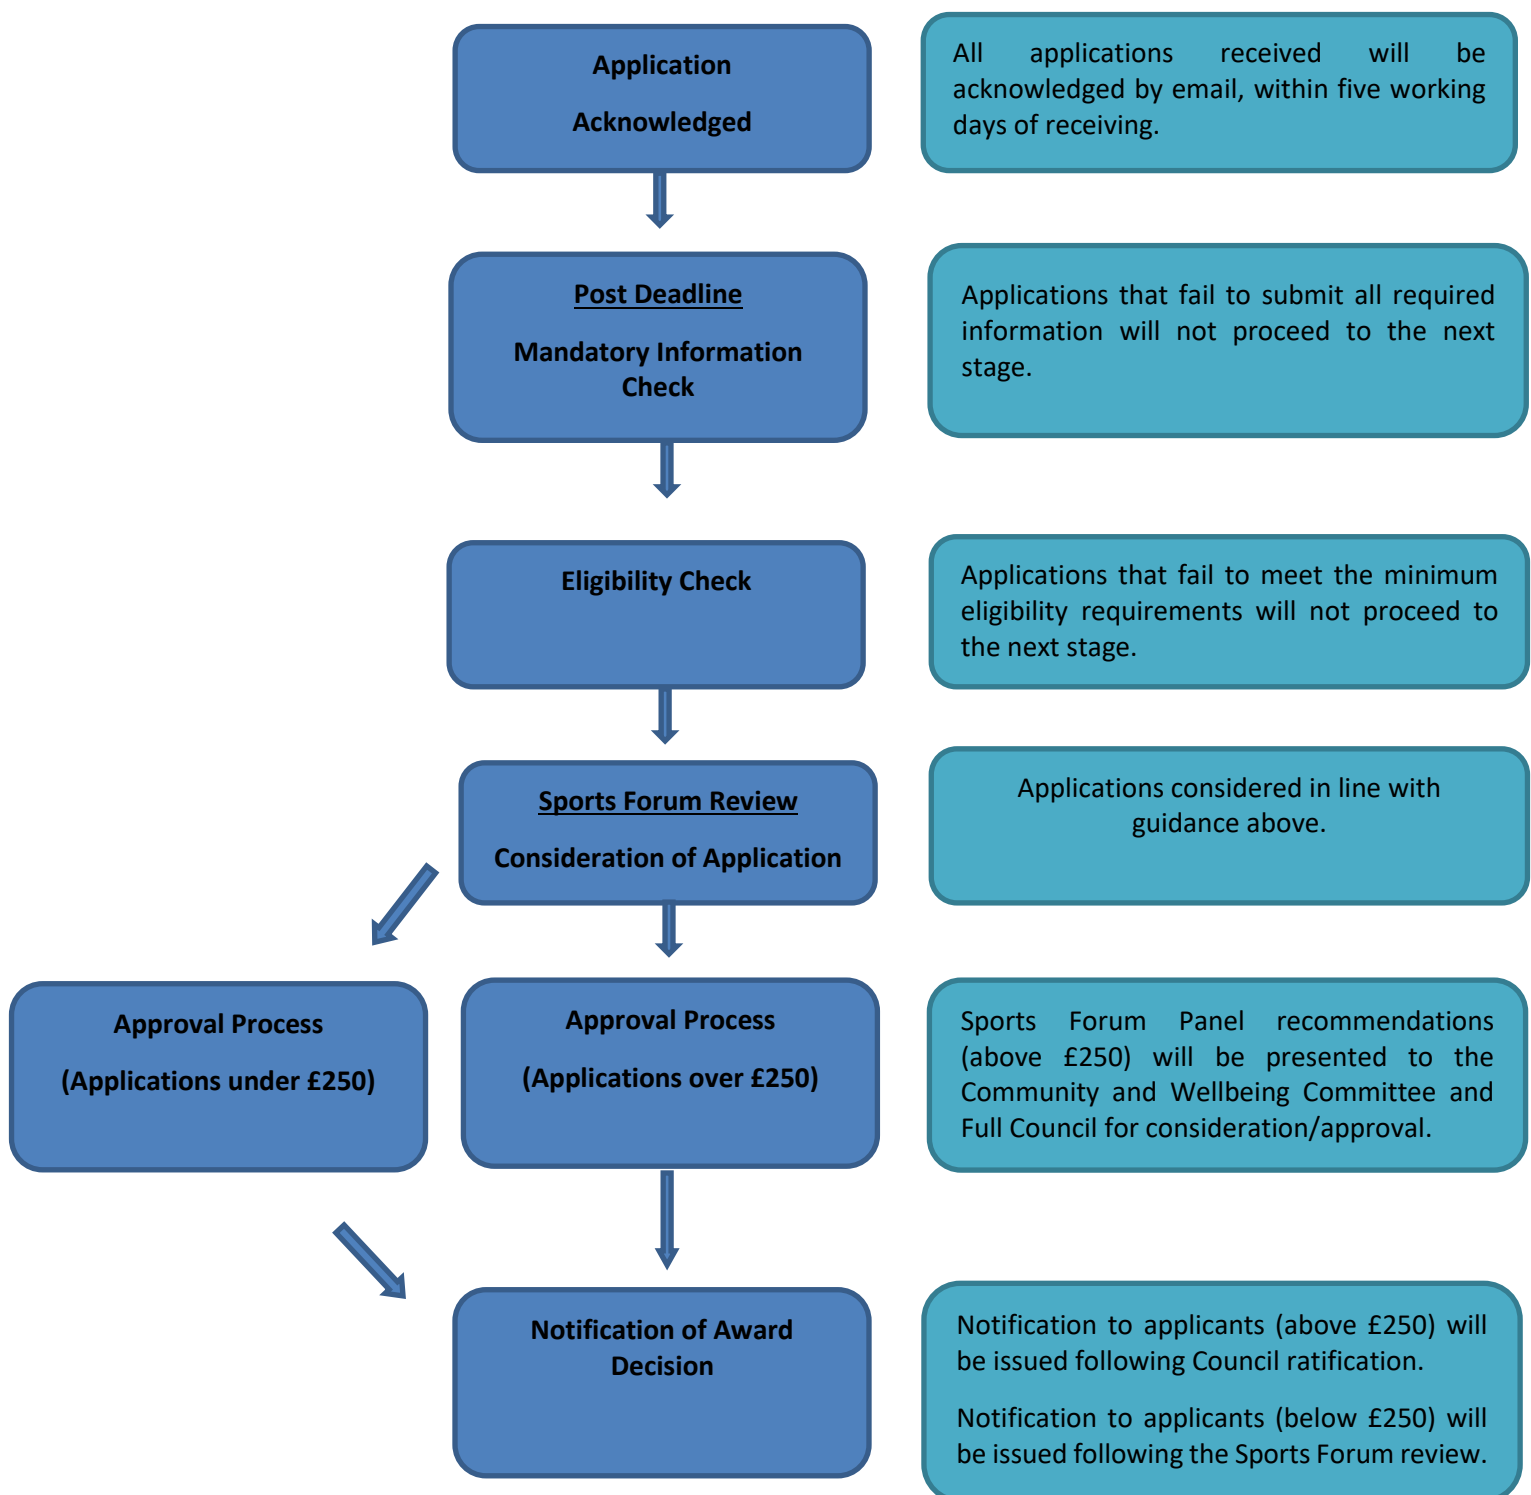 Application
Acknowledged
All applications received will be
acknowledged by email, within five working
days of receiving.
Post Deadline
Mandatory Information
Check
Applications that fail to submit all required
information will not proceed to the next
stage.
Eligibility Check
Applications that fail to meet the minimum
eligibility requirements will not proceed to
the next stage.
Sports Forum Review
Consideration of Application
Applications considered in line with
guidance above.
Approval Process
(Applications under £250)
Approval Process
(Applications over £250)
Sports Forum Panel recommendations
(above £250) will be presented to the
Community and Wellbeing Committee and
Full Council for consideration/approval.
Notification of Award
Decision
Notification to applicants (above £250) will
be issued following Council ratification.
Notification to applicants (below £250) will
be issued following the Sports Forum review.